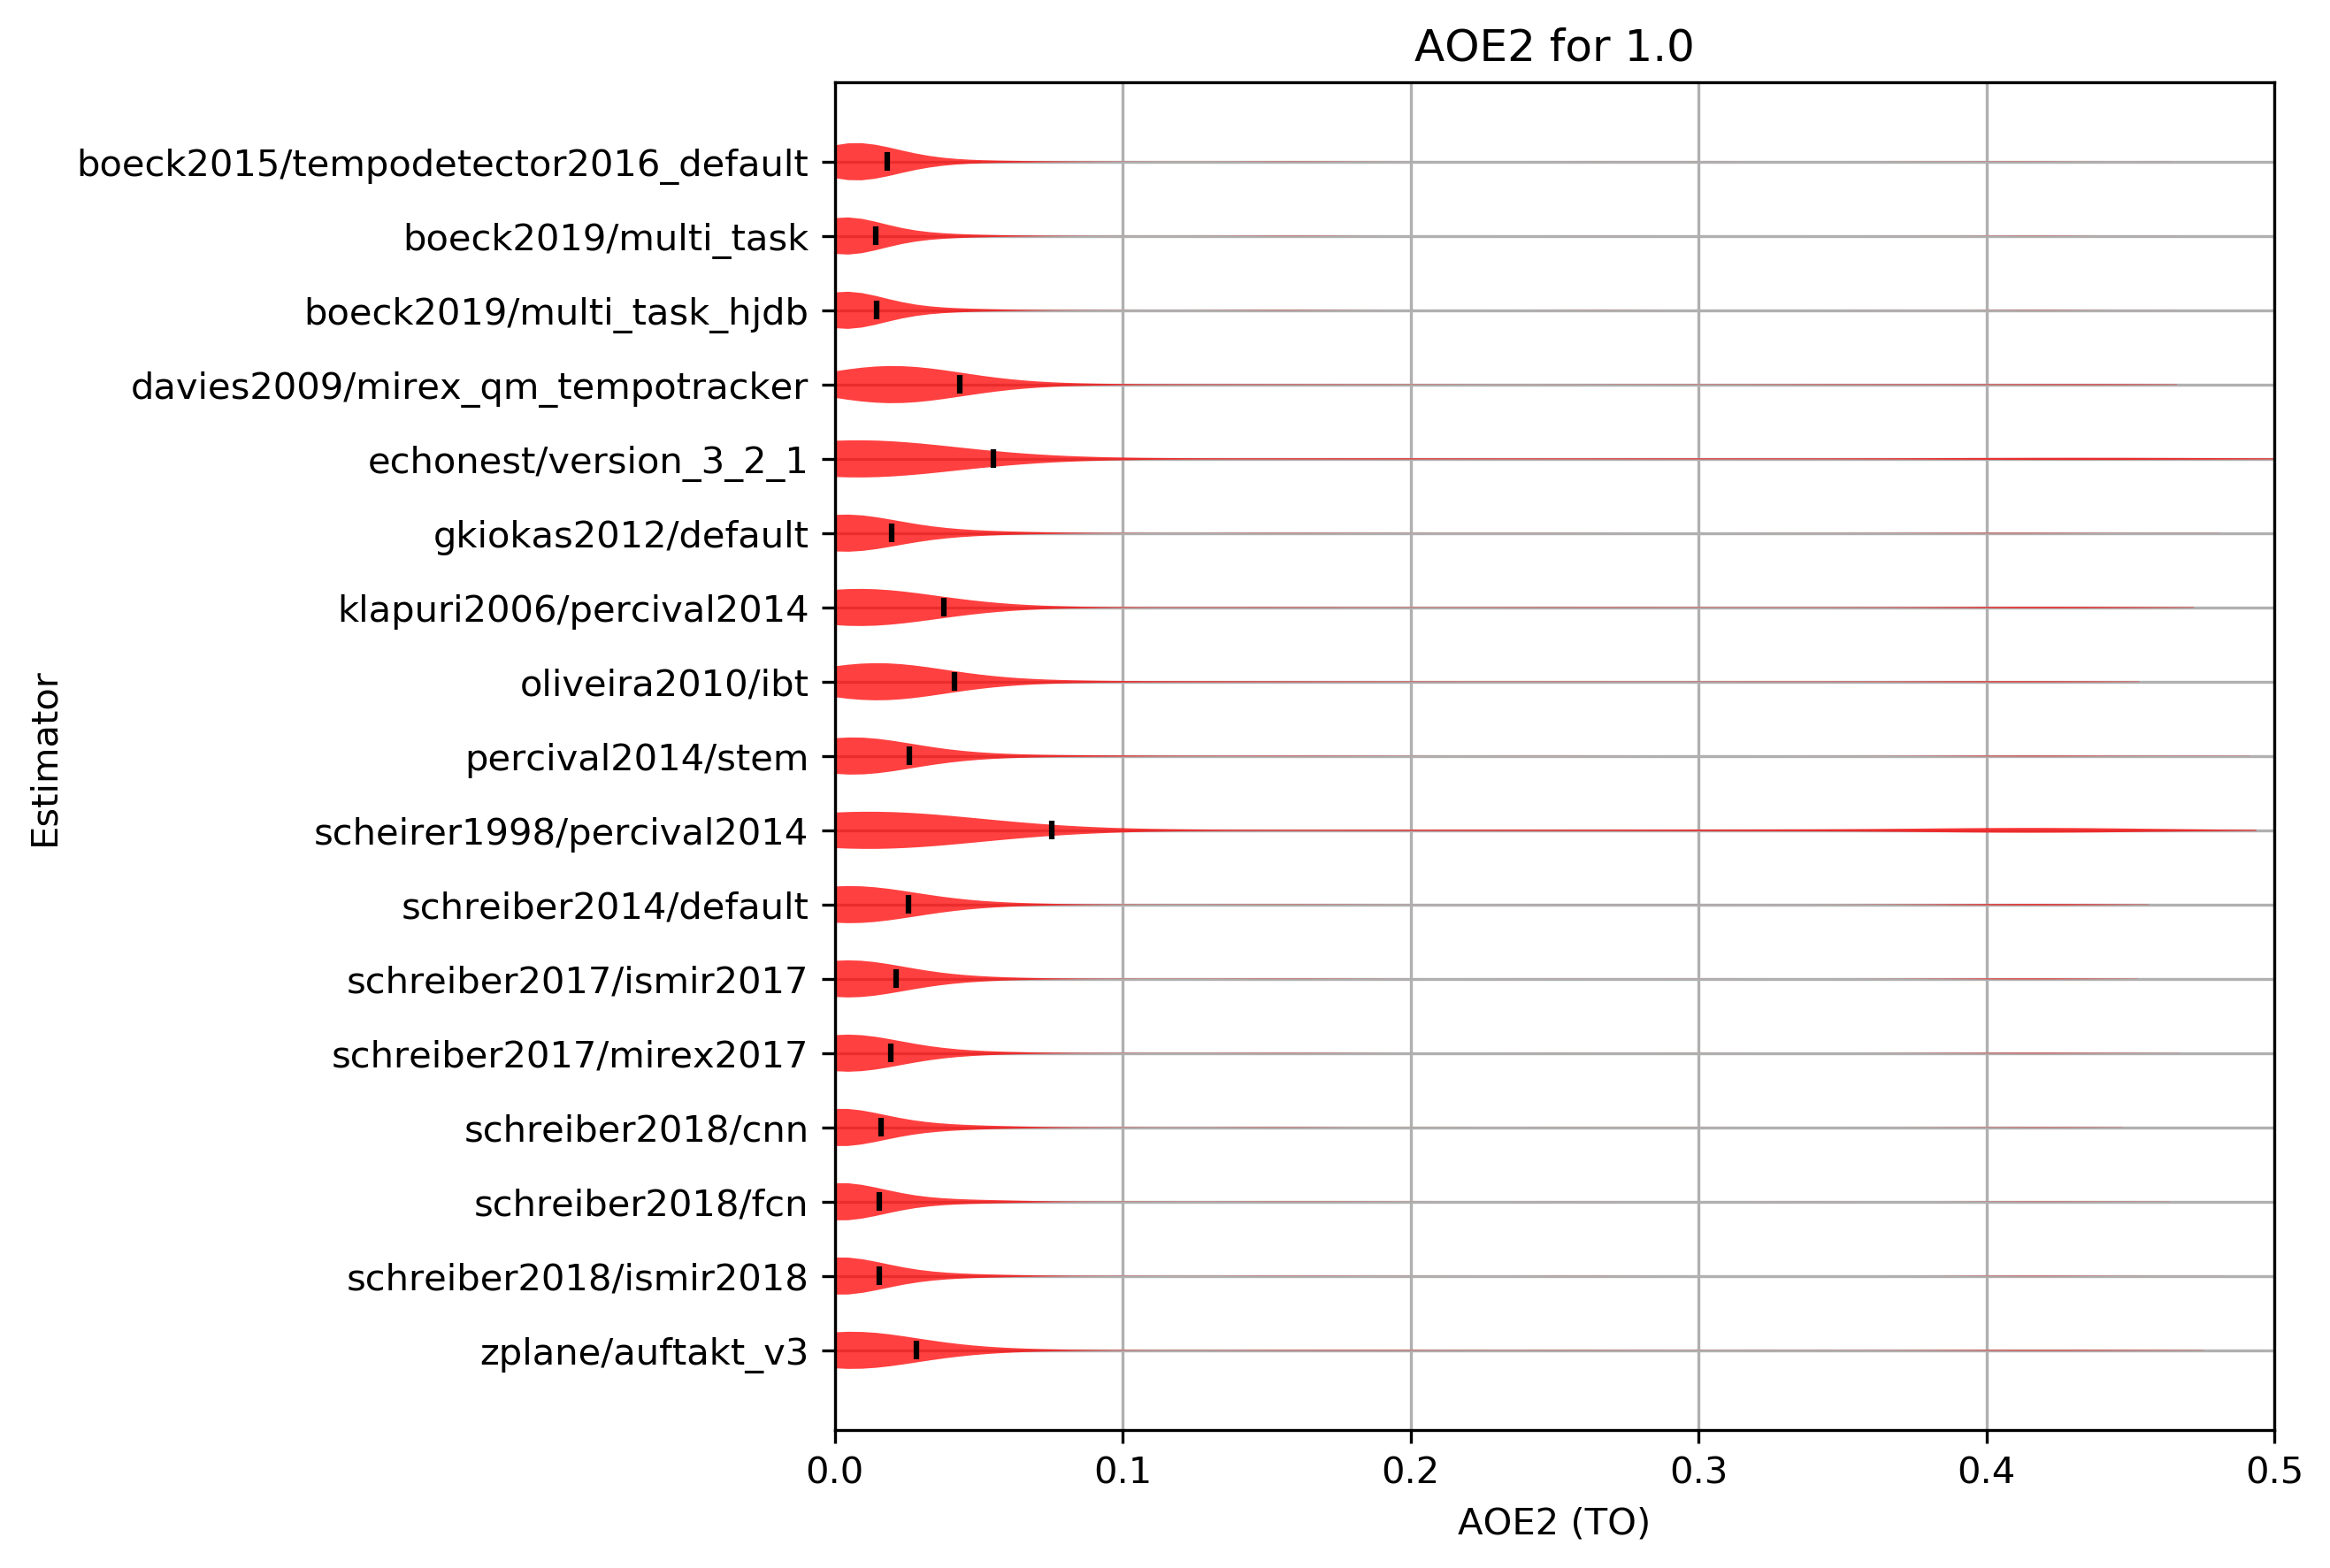 AOE2 for 1.0
boeck2015/tempodetector2016_default
boeck2019/multi_task
boeck2019/multi_task_hjdb
davies2009/mirex_qm_tempotracker
echonest/version_3_2_1
gkiokas2012/default
klapuri2006/percival2014
oliveira2010/ibt
percival2014/stem
scheirer1998/percival2014
schreiber2014/default
schreiber2017/ismir2017
schreiber2017/mirex2017
schreiber2018/cnn
schreiber2018/fcn
schreiber2018/ismir2018
zplane/auftakt_v3
Estimator
0.0 0.1 0.2 0.3 0.4 0.5
AOE2 (TO)